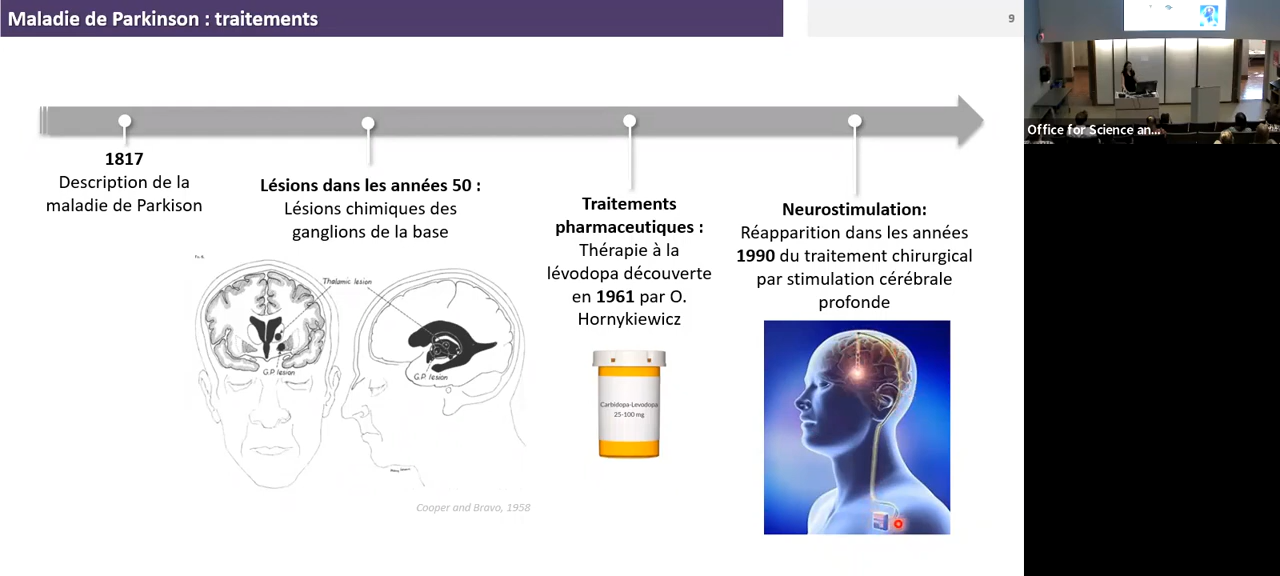 Maladie de Parkinson : traitements
9
1817
Description de la
maladie de Parkison
Lésions dans les années 50 :
Lésions chimiques des
ganglions de la base
Traitements
pharmaceutiques :
Thérapie à la
lévodopa découverte
en 1961 par O.
Hornykiewicz
Neurostimulation:
Réapparition dans les années
1990 du traitement chirurgical
par stimulation cérébrale
profonde
Thalamic lesion
G.P. lesion
G.P. lesion
Carbidopa-Levodopa
25-100 mg
Cooper and Bravo, 1958
Office for Science an...